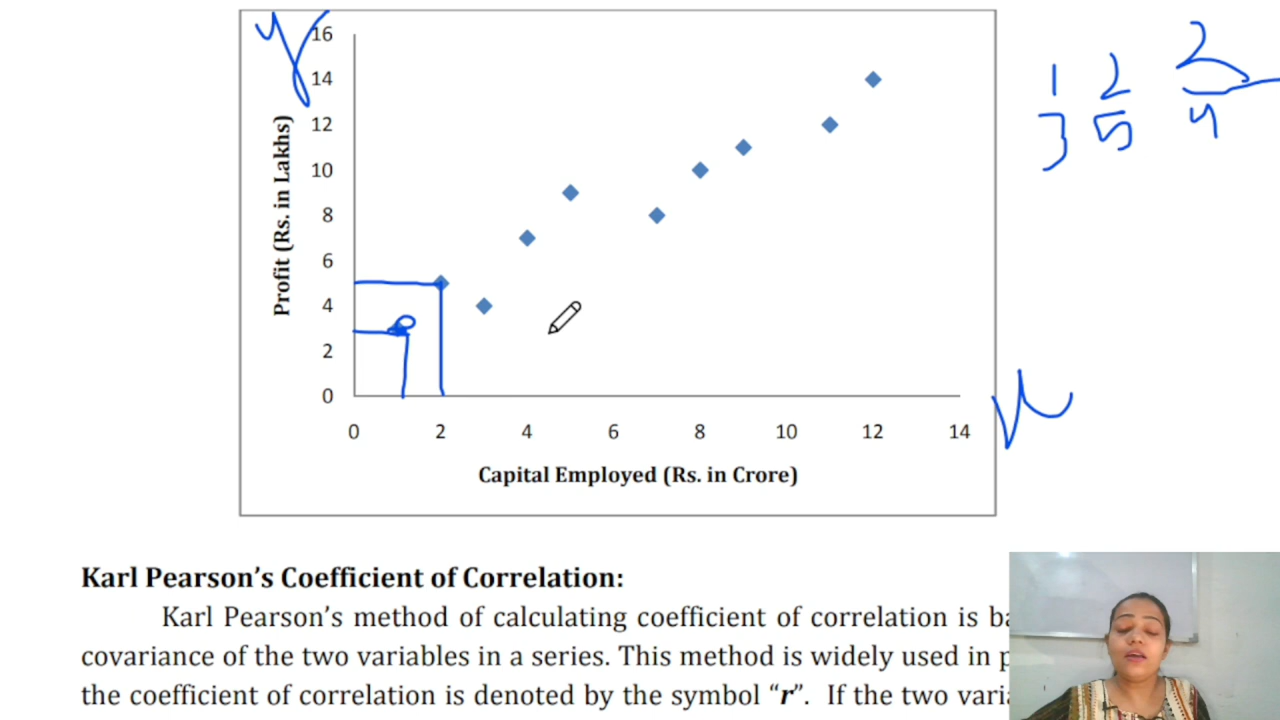 y
16
14
12
10
8
6
4
2
0
Profit (Rs. in Lakhs)
0 2 4 6 8 10 12 14
Capital Employed (Rs. in Crore)
1 2 2
3 5 4
x
Karl Pearson's Coefficient of Correlation:
Karl Pearson's method of calculating coefficient of correlation is
covariance of the two variables in a series. This method is widely used in
the coefficient of correlation is denoted by the symbol "r". If the two